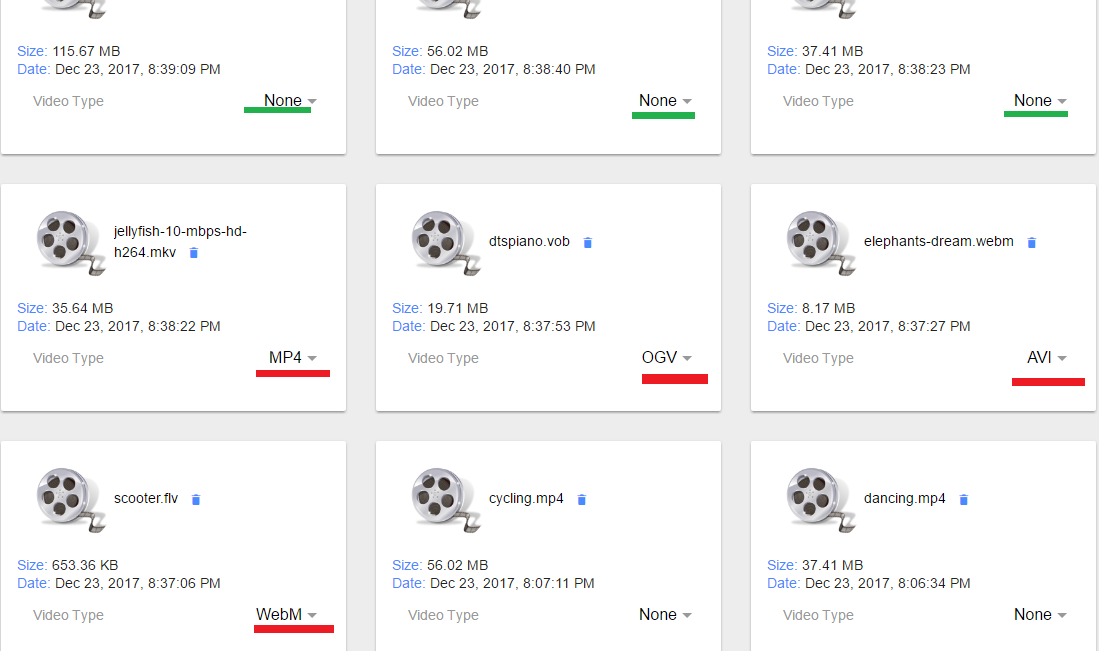 Size: 115.67 MB
Date: Dec 23, 2017, 8:39:09 PM
Video Type None
Size: 56.02 MB
Date: Dec 23, 2017, 8:38:40 PM
Video Type None
Size: 37.41 MB
Date: Dec 23, 2017, 8:38:23 PM
Video Type None
jellyfish-10-mbps-hd-
h264.mkv
Size: 35.64 MB
Date: Dec 23, 2017, 8:38:22 PM
Video Type MP4
dtspiano.vob
Size: 19.71 MB
Date: Dec 23, 2017, 8:37:53 PM
Video Type OGV
elephants-dream.webm
Size: 8.17 MB
Date: Dec 23, 2017, 8:37:27 PM
Video Type AVI
scooter.flv
Size: 653.36 KB
Date: Dec 23, 2017, 8:37:06 PM
Video Type WebM
cycling.mp4
Size: 56.02 MB
Date: Dec 23, 2017, 8:07:11 PM
Video Type None
dancing.mp4
Size: 37.41 MB
Date: Dec 23, 2017, 8:06:34 PM
Video Type None